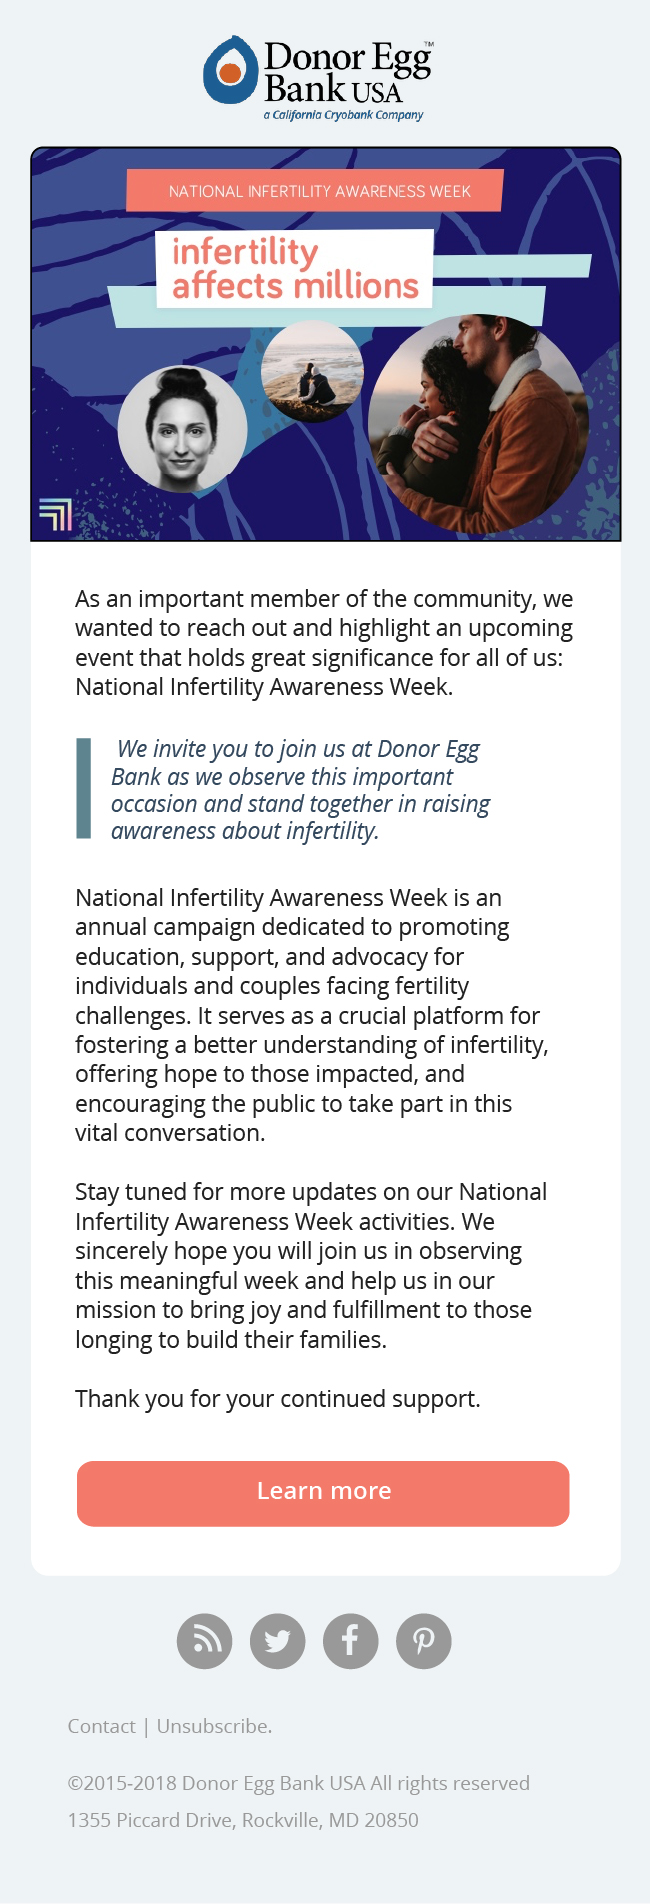 Donor Egg™
Bank USA
a California Cryobank Company
NATIONAL INFERTILITY AWARENESS WEEK
infertility
affects millions
As an important member of the community, we
wanted to reach out and highlight an upcoming
event that holds great significance for all of us:
National Infertility Awareness Week.
We invite you to join us at Donor Egg
Bank as we observe this important
occasion and stand together in raising
awareness about infertility.
National Infertility Awareness Week is an
annual campaign dedicated to promoting
education, support, and advocacy for
individuals and couples facing fertility
challenges. It serves as a crucial platform for
fostering a better understanding of infertility,
offering hope to those impacted, and
encouraging the public to take part in this
vital conversation.
Stay tuned for more updates on our National
Infertility Awareness Week activities. We
sincerely hope you will join us in observing
this meaningful week and help us in our
mission to bring joy and fulfillment to those
longing to build their families.
Thank you for your continued support.
Learn more
Contact | Unsubscribe.
©2015-2018 Donor Egg Bank USA All rights reserved
1355 Piccard Drive, Rockville, MD 20850